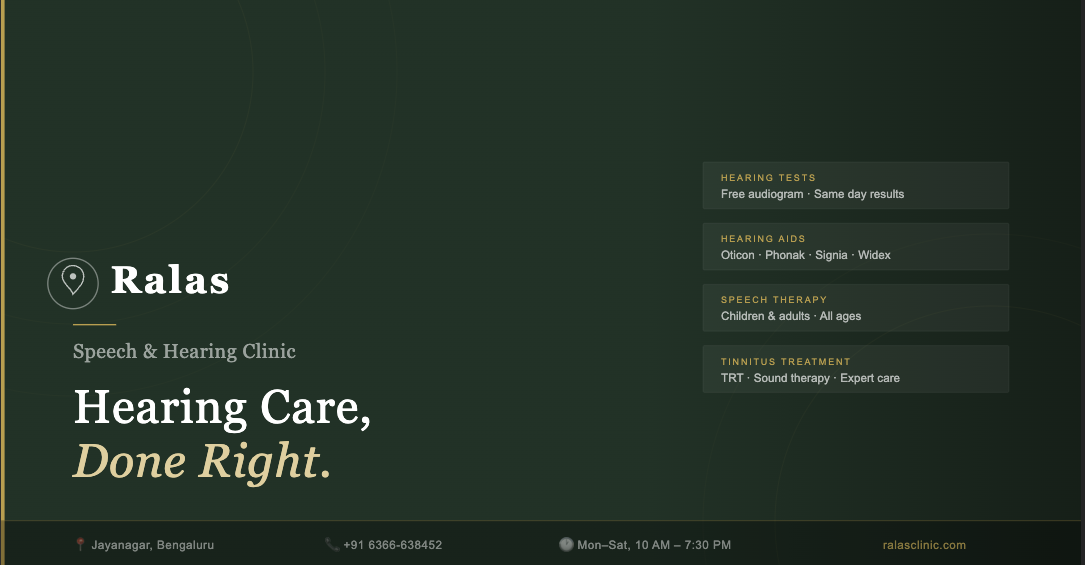 Ralas
Speech & Hearing Clinic
Hearing Care,
Done Right.
HEARING TESTS
Free audiogram · Same day results
HEARING AIDS
Oticon · Phonak · Signia · Widex
SPEECH THERAPY
Children & adults · All ages
TINNITUS TREATMENT
TRT · Sound therapy · Expert care
📍 Jayanagar, Bengaluru
📞 +91 6366-638452
🕐 Mon–Sat, 10 AM – 7:30 PM
ralasclinic.com